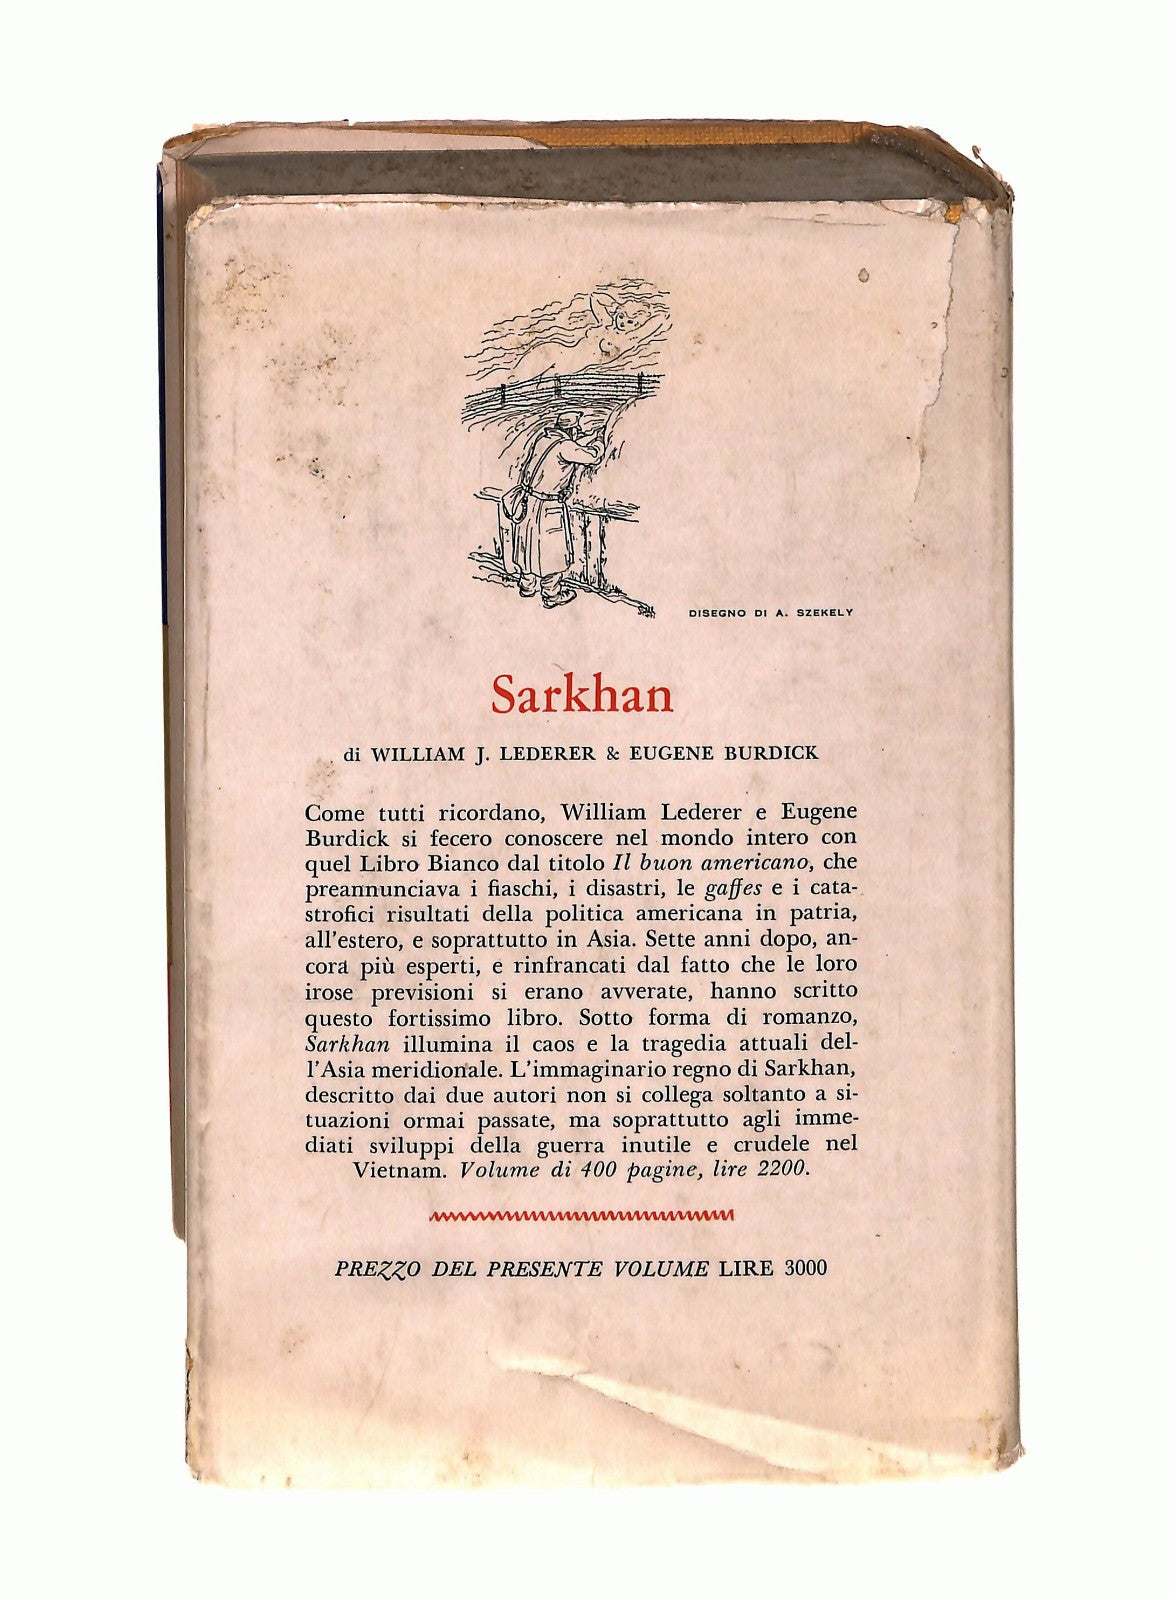 DISEGNO DI A. SZEKELY
Sarkhan
di WILLIAM J. LEDERER & EUGENE BURDICK
Come tutti ricordano, William Lederer e Eugene
Burdick si fecero conoscere nel mondo intero con
quel Libro Bianco dal titolo Il buon americano, che
preannunciava i fiaschi, i disastri, le gaffes e i cata-
strofici risultati della politica americana in patria,
all'estero, e soprattutto in Asia. Sette anni dopo, an-
cora più esperti, e rinfrancati dal fatto che le loro
irose previsioni si erano avverate, hanno scritto
questo fortissimo libro. Sotto forma di romanzo,
Sarkhan illumina il caos e la tragedia attuali del-
l'Asia meridionale. L'immaginario regno di Sarkhan,
descritto dai due autori non si collega soltanto a si-
tuazioni ormai passate, ma soprattutto agli imme-
diati sviluppi della guerra inutile e crudele nel
Vietnam. Volume di 400 pagine, lire 2200.
PREZZO DEL PRESENTE VOLUME LIRE 3000